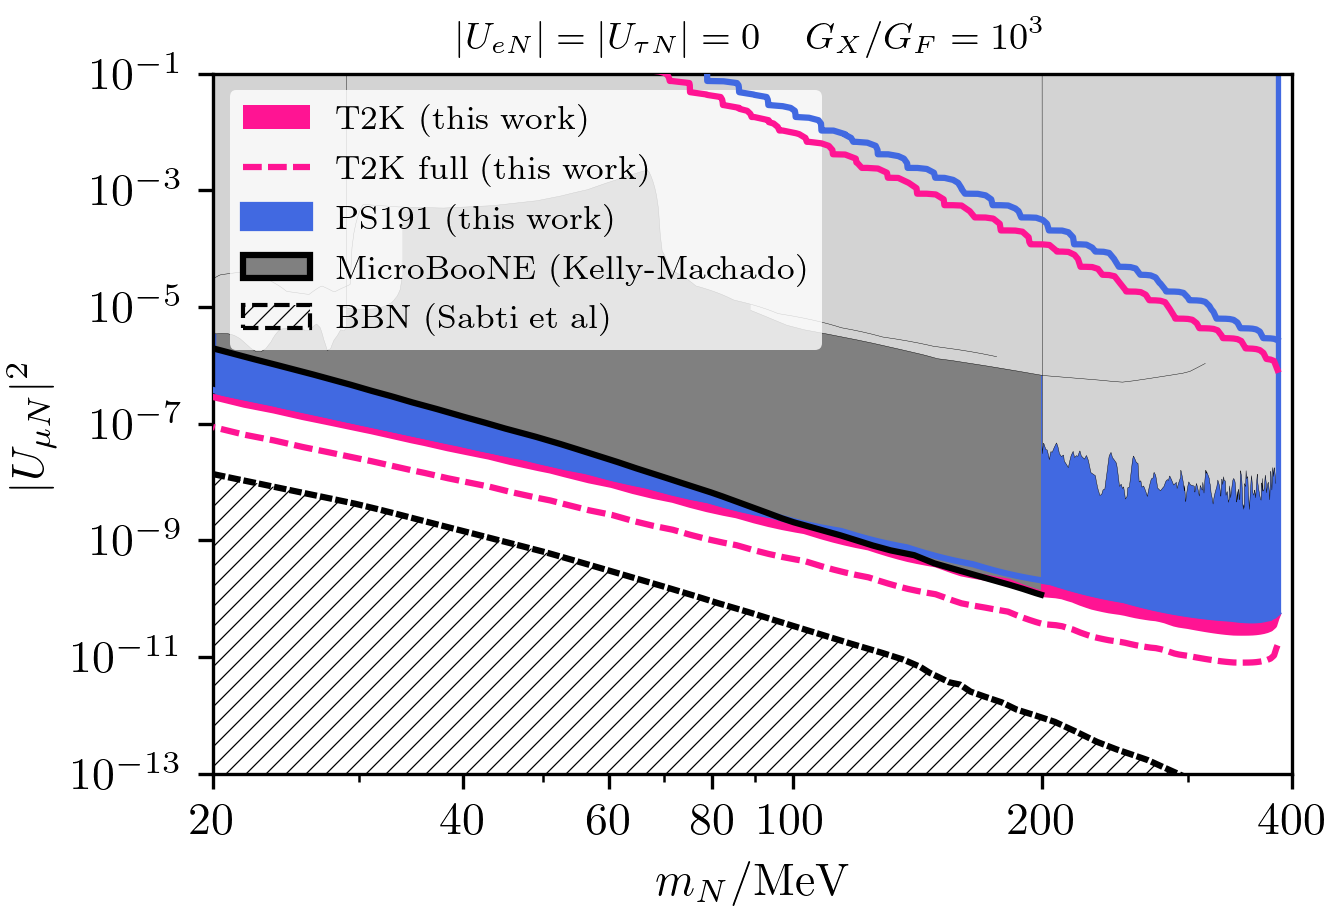 |U_{eN}| = |U_{τN}| = 0   G_X/G_F = 10^3
10^{-1}
10^{-3}
10^{-5}
10^{-7}
10^{-9}
10^{-11}
10^{-13}
|U_{μN}|^2
T2K (this work)
T2K full (this work)
PS191 (this work)
MicroBooNE (Kelly-Machado)
BBN (Sabti et al)
20 40 60 80 100 200 400
m_N/MeV